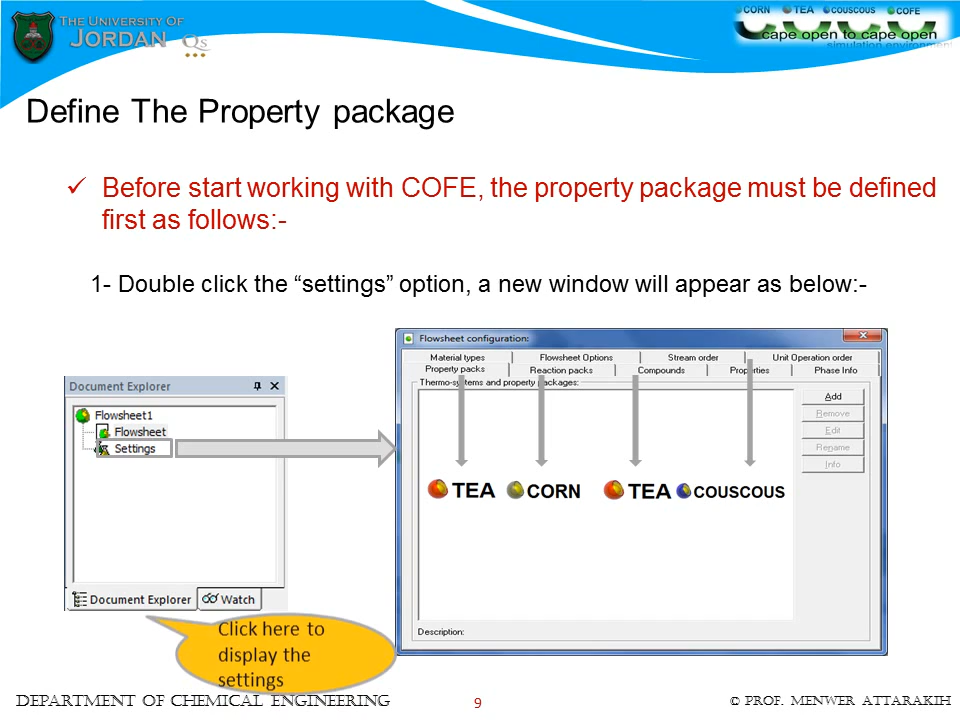 THE UNIVERSITY OF
JORDAN
QS
CORN TEA COUSCOUS COFE
COCO
cape open to cape open
simulation environment
Define The Property package
✓ Before start working with COFE, the property package must be defined
first as follows:-
1- Double click the “settings” option, a new window will appear as below:-
Document Explorer
Flowsheet1
Flowsheet
Settings
Document Explorer Watch
Click here to
display the
settings
Flowsheet configuration:
Material types Flowsheet Options Stream order Unit Operation order
Property packs Reaction packs Compounds Properties Phase Info
Thermo-systems and property packages:
Add
Remove
Edit
Rename
Info
TEA CORN TEA COUSCOUS
Description:
DEPARTMENT OF CHEMICAL ENGINEERING
9
© PROF. MENWER ATTARAKIH